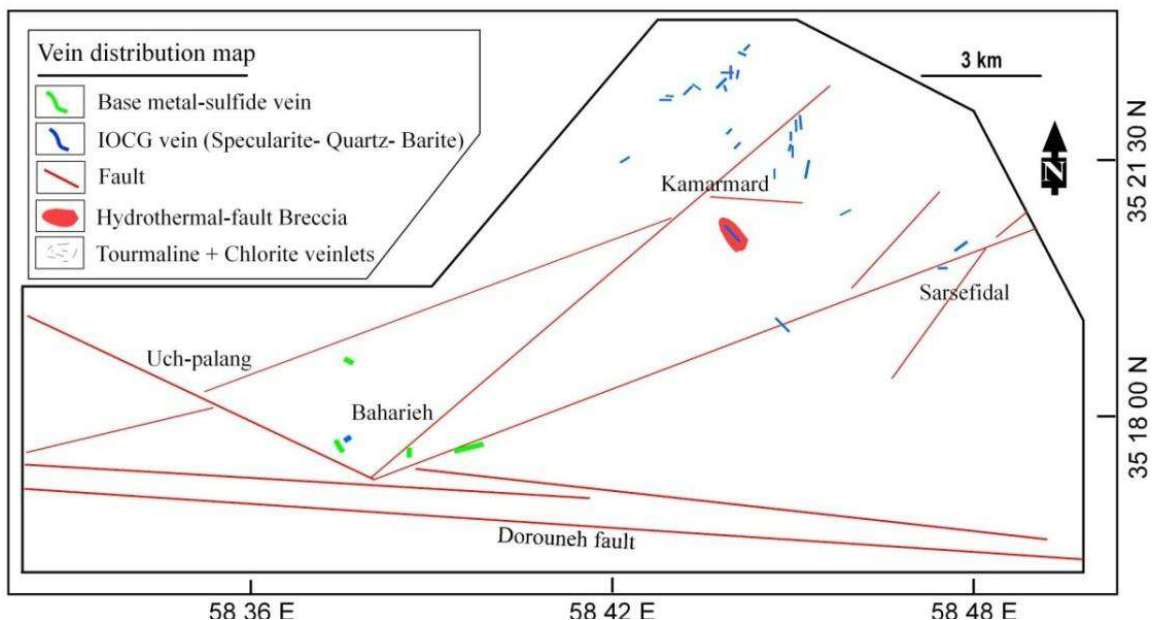 Vein distribution map
Base metal-sulfide vein
IOCG vein (Specularite- Quartz- Barite)
Fault
Hydrothermal-fault Breccia
Tourmaline + Chlorite veinlets
3 km
N
35 21 30 N
Kamarmard
Sarsefidal
Uch-palang
Baharieh
35 18 00 N
Dorouneh fault
58 36 E
58 42 E
58 48 E